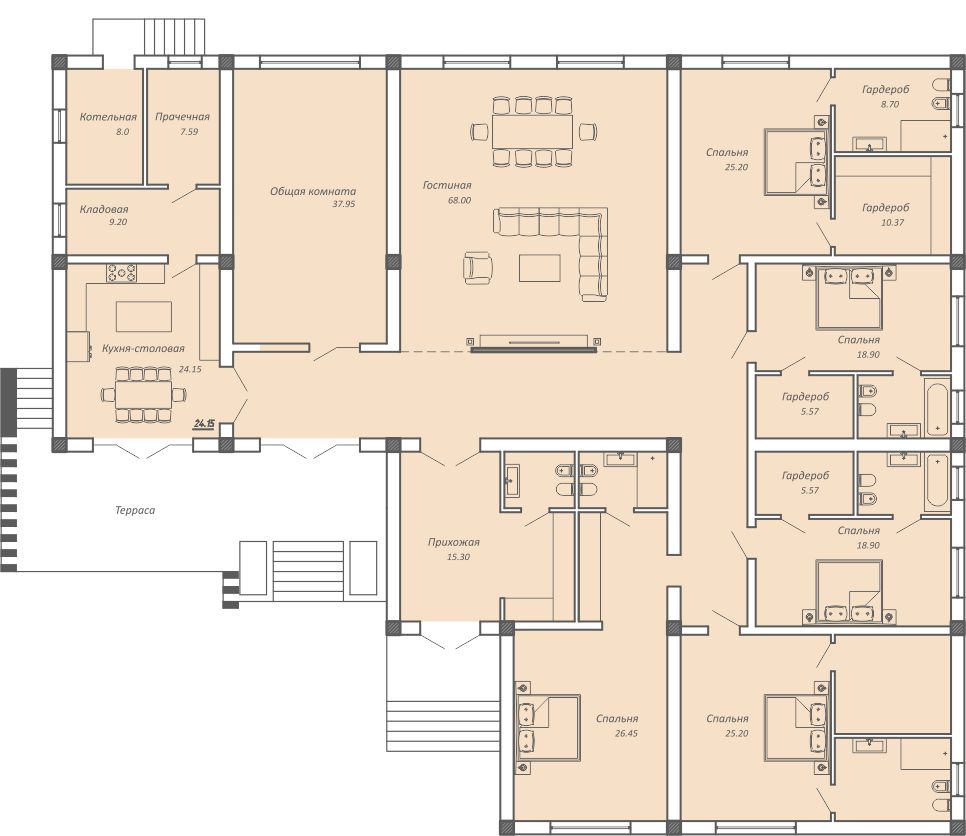 Котельная
8.0
Прачечная
7.59
Кладовая
9.20
Общая комната
37.95
Гостиная
68.00
Спальня
25.20
Гардероб
8.70
Гардероб
10.37
Кухня-столовая
24.15
24.15
Спальня
18.90
Гардероб
5.57
Гардероб
5.57
Спальня
18.90
Терраса
Прихожая
15.30
Спальня
26.45
Спальня
25.20